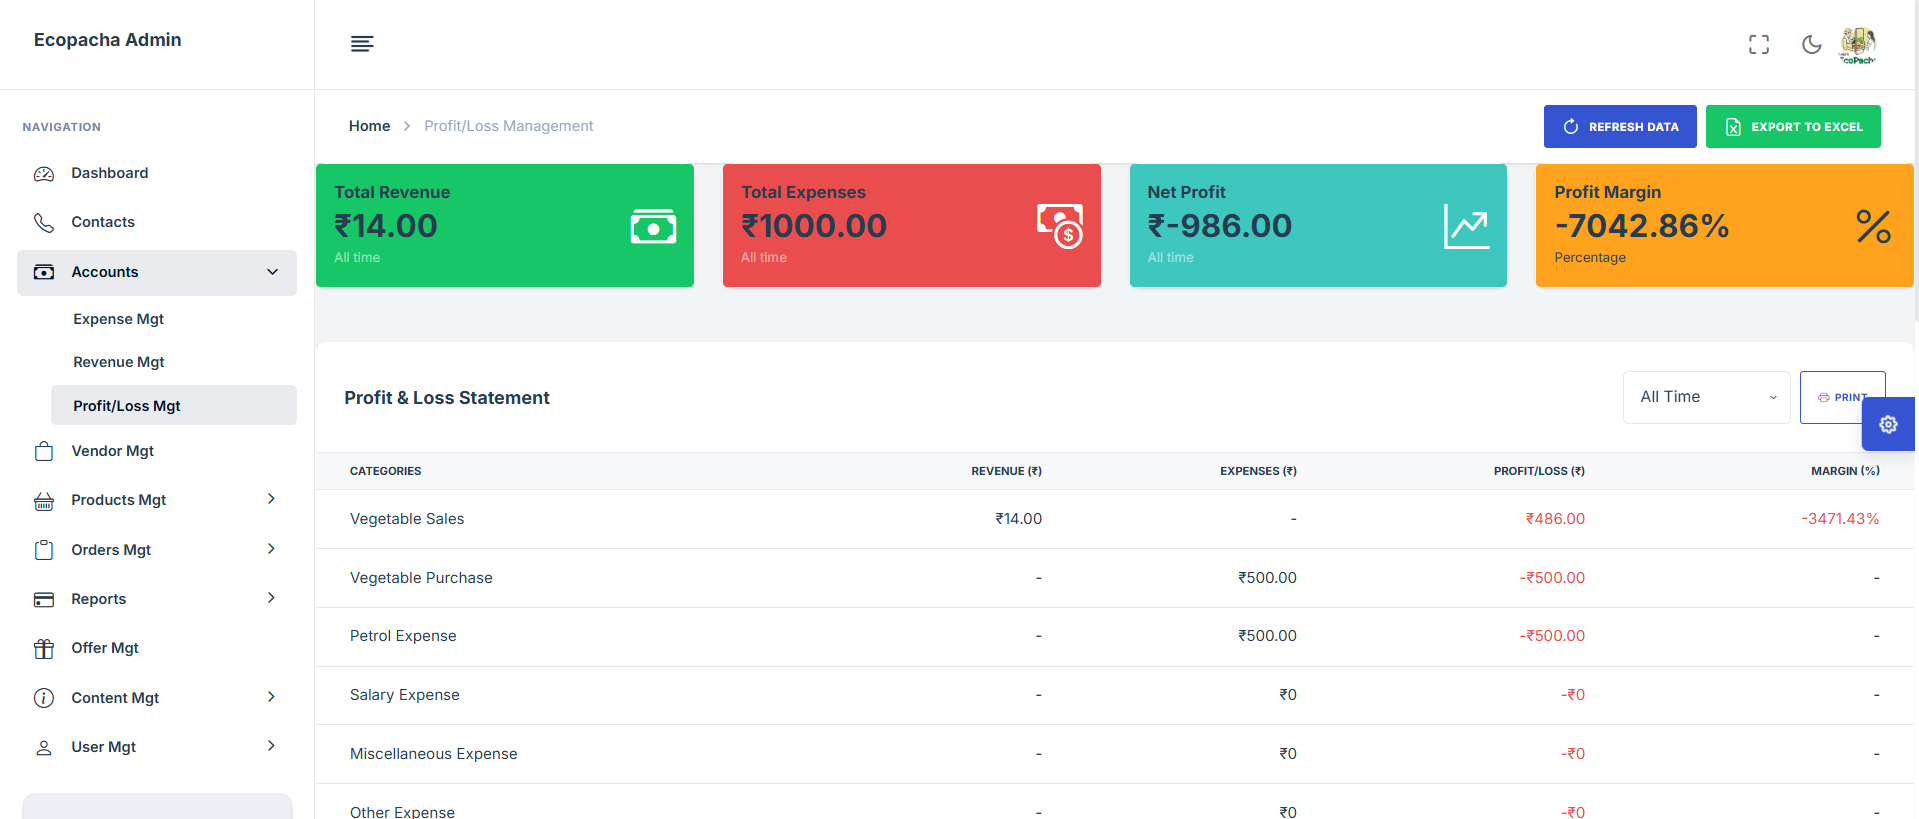 Ecopacha Admin
NAVIGATION
Dashboard
Contacts
Accounts
Expense Mgt
Revenue Mgt
Profit/Loss Mgt
Vendor Mgt
Products Mgt
Orders Mgt
Reports
Offer Mgt
Content Mgt
User Mgt
Home > Profit/Loss Management
REFRESH DATA
EXPORT TO EXCEL
Total Revenue
₹14.00
All time
Total Expenses
₹1000.00
All time
Net Profit
₹-986.00
All time
Profit Margin
-7042.86%
Percentage
Profit & Loss Statement
All Time
PRINT
CATEGORIES REVENUE (₹) EXPENSES (₹) PROFIT/LOSS (₹) MARGIN (%)
Vegetable Sales ₹14.00 - ₹486.00 -3471.43%
Vegetable Purchase - ₹500.00 -₹500.00 -
Petrol Expense - ₹500.00 -₹500.00 -
Salary Expense - ₹0 -₹0 -
Miscellaneous Expense - ₹0 -₹0 -
Other Expense - ₹0 -₹0 -